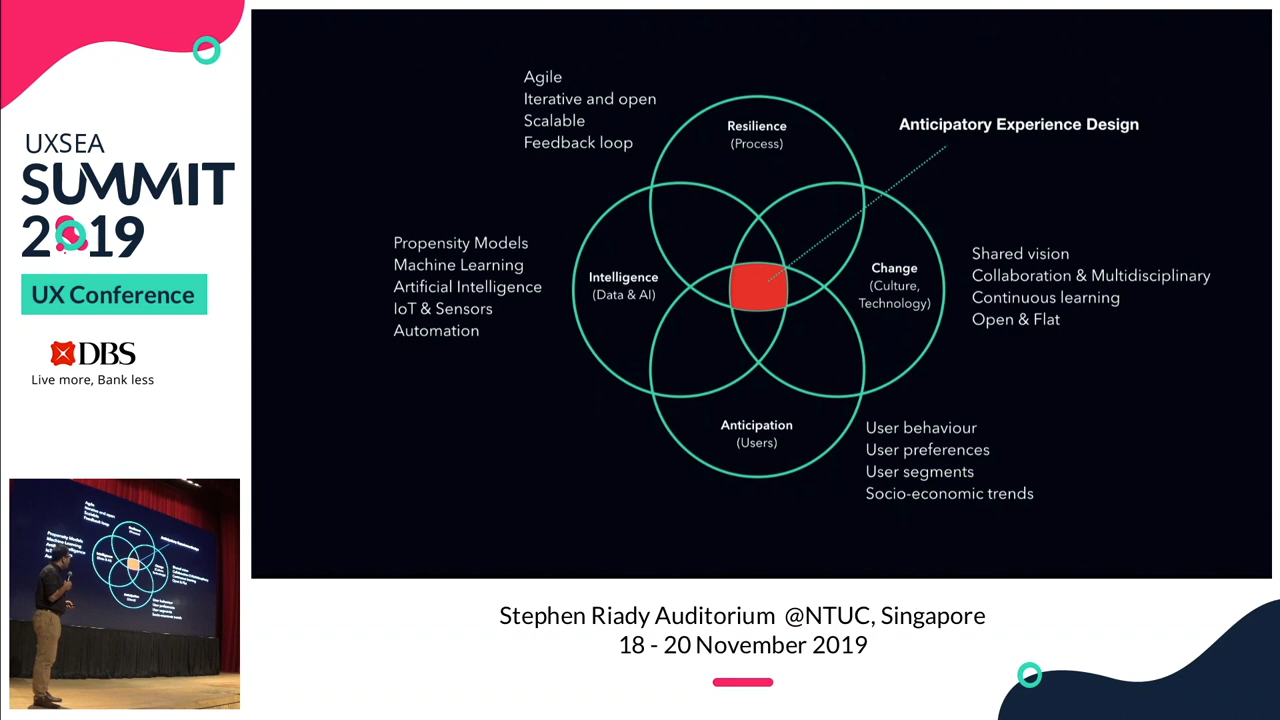 UXSEA
SUMMIT
2019
UX Conference
DBS
Live more, Bank less
Agile
Iterative and open
Scalable
Feedback loop
Resilience
(Process)
Anticipatory Experience Design
Propensity Models
Machine Learning
Artificial Intelligence
IoT & Sensors
Automation
Intelligence
(Data & AI)
Change
(Culture,
Technology)
Shared vision
Collaboration & Multidisciplinary
Continuous learning
Open & Flat
Anticipation
(Users)
User behaviour
User preferences
User segments
Socio-economic trends
Stephen Riady Auditorium @NTUC, Singapore
18 - 20 November 2019